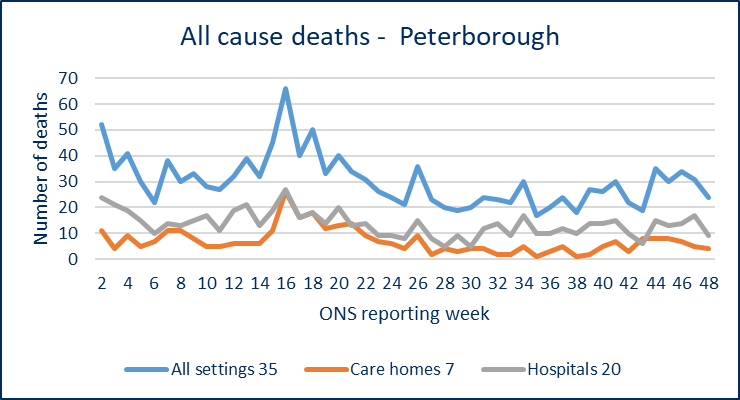 All cause deaths - Peterborough
Number of deaths
70
60
50
40
30
20
10
0
2 4 6 8 10 12 14 16 18 20 22 24 26 28 30 32 34 36 38 40 42 44 46 48
ONS reporting week
All settings 35 Care homes 7 Hospitals 20